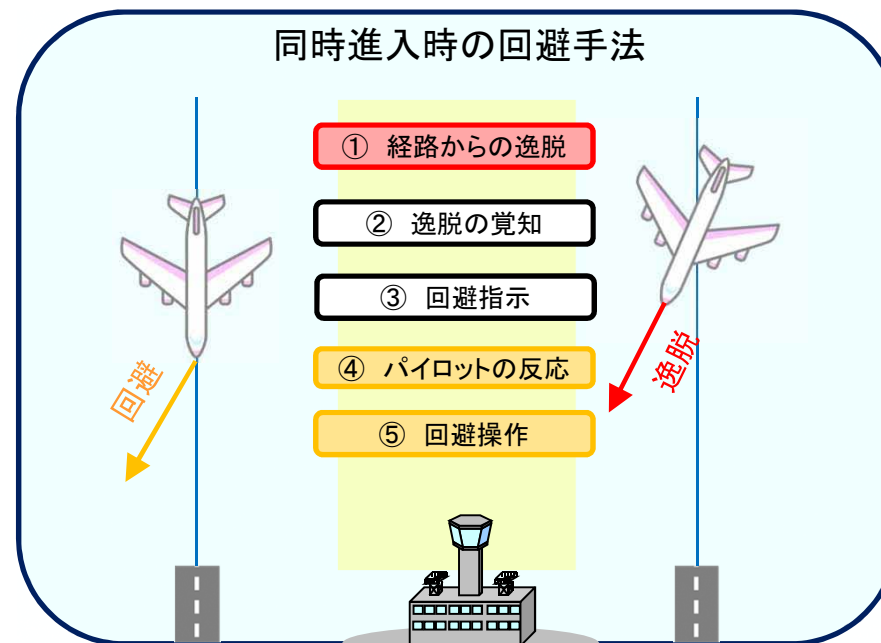 同時進入時の回避手法
① 経路からの逸脱
② 逸脱の覚知
③ 回避指示
④ パイロットの反応
⑤ 回避操作
回避
逸脱